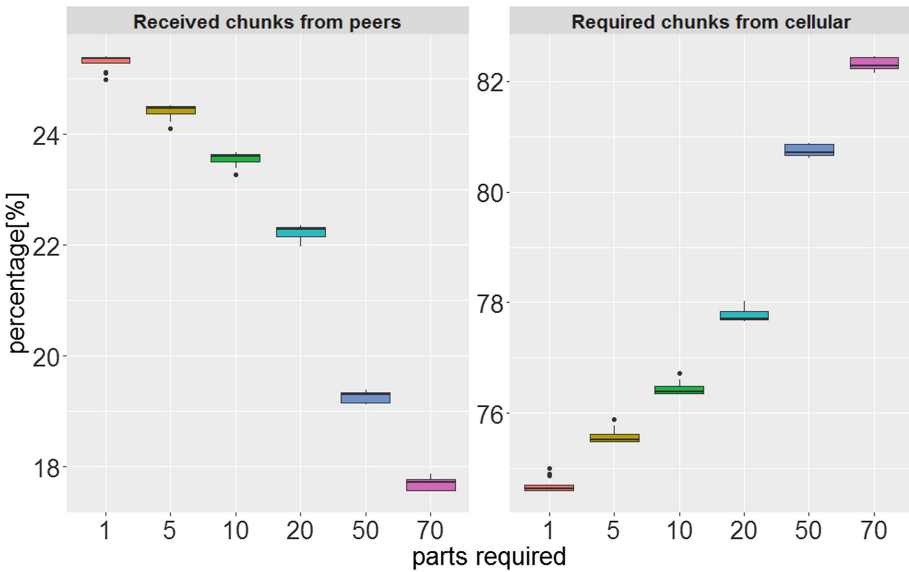 Received chunks from peers
Required chunks from cellular
percentage[%]
24
22
20
18
82
80
78
76
1 5 10 20 50 70
1 5 10 20 50 70
parts required